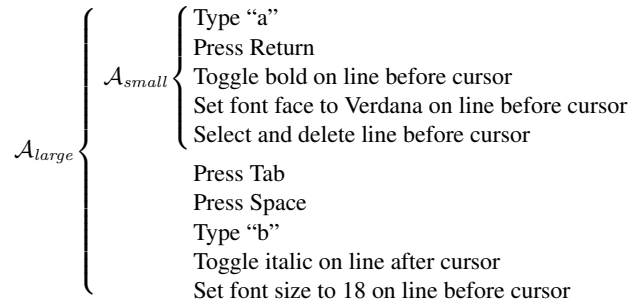 Type “a”
Press Return
Toggle bold on line before cursor
Set font face to Verdana on line before cursor
Select and delete line before cursor
Press Tab
Press Space
Type “b”
Toggle italic on line after cursor
Set font size to 18 on line before cursor
𝒜small
𝒜large